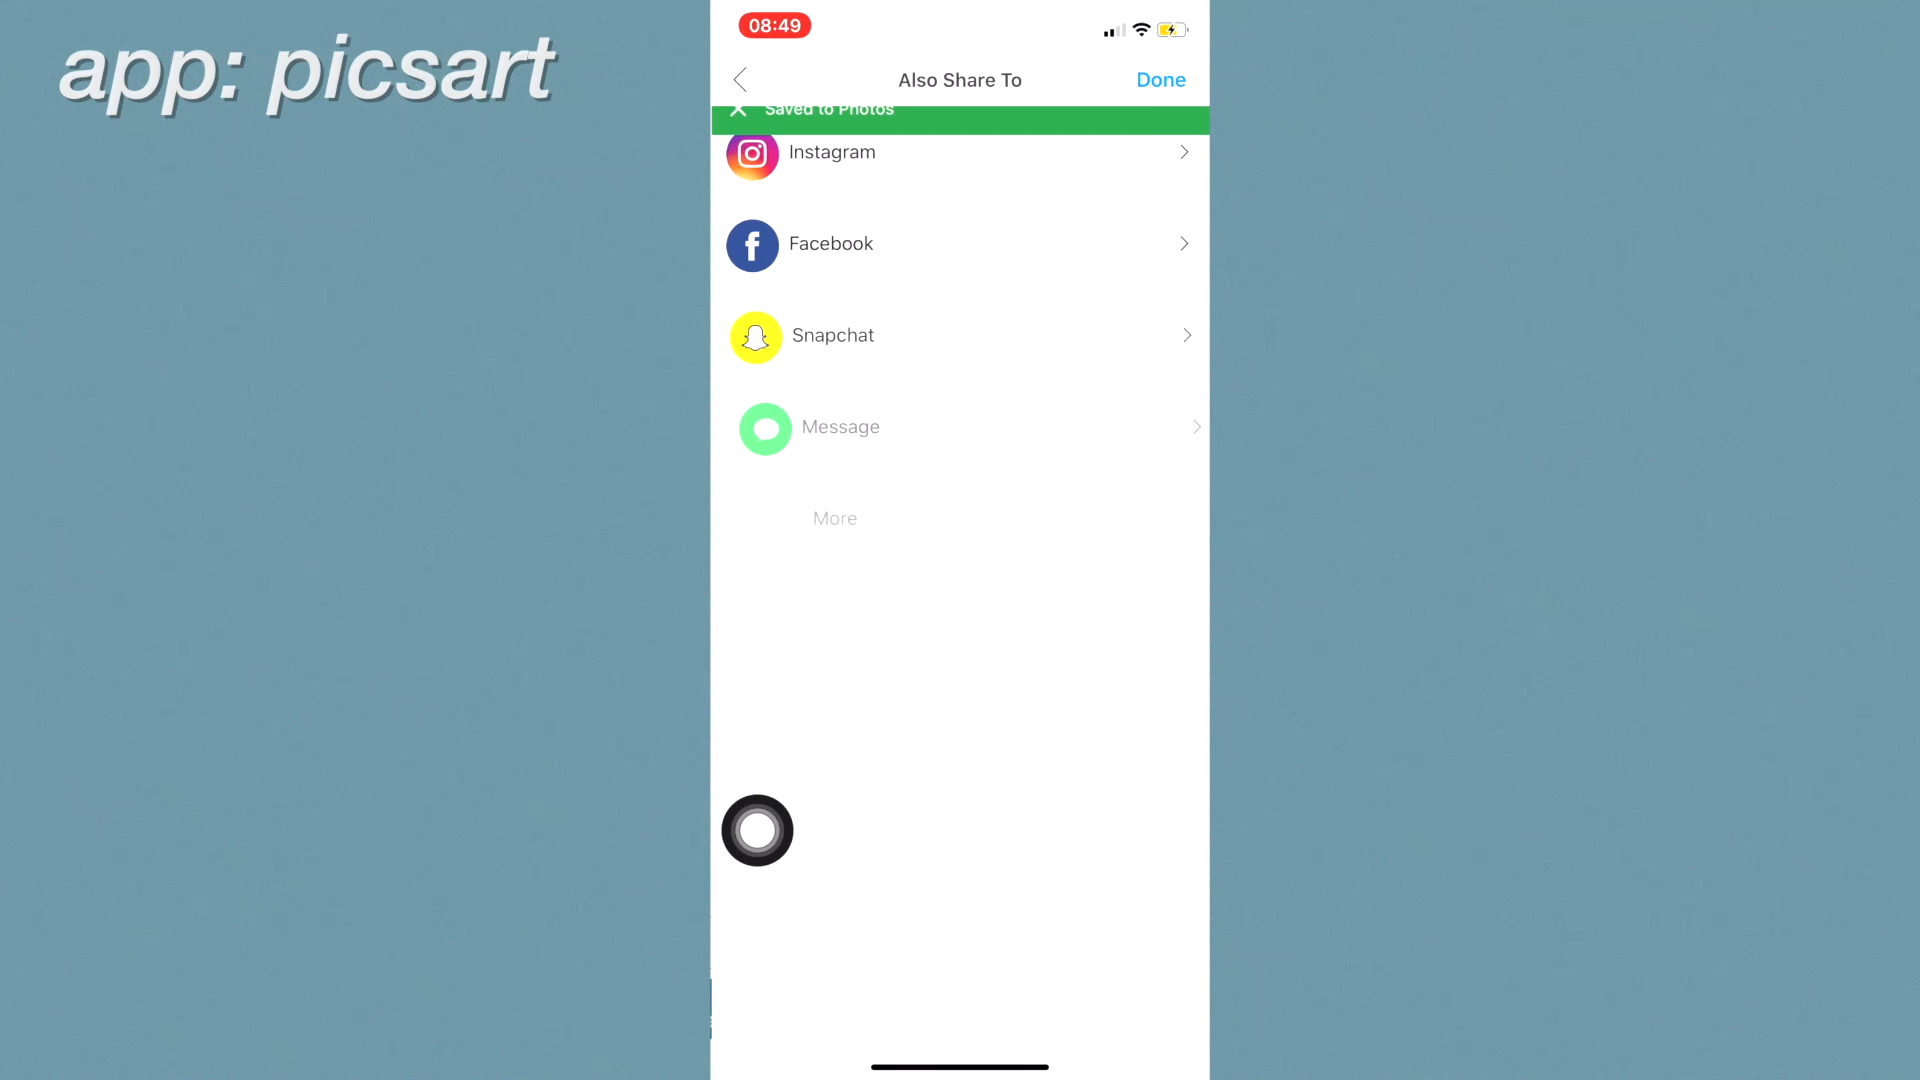 app: picsart
08:49
Also Share To
Done
Saved to Photos
Instagram
Facebook
Snapchat
Message
More